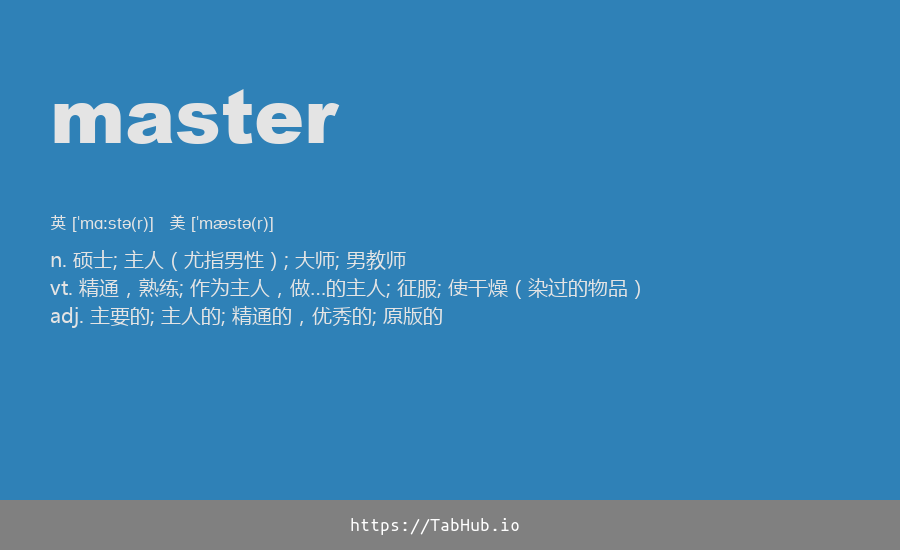 master
英 [ˈmɑːstə(r)] 美 [ˈmæstə(r)]
n. 硕士; 主人（尤指男性）; 大师; 男教师
vt. 精通，熟练; 作为主人，做…的主人; 征服; 使干燥（染过的物品）
adj. 主要的; 主人的; 精通的，优秀的; 原版的
https://TabHub.io